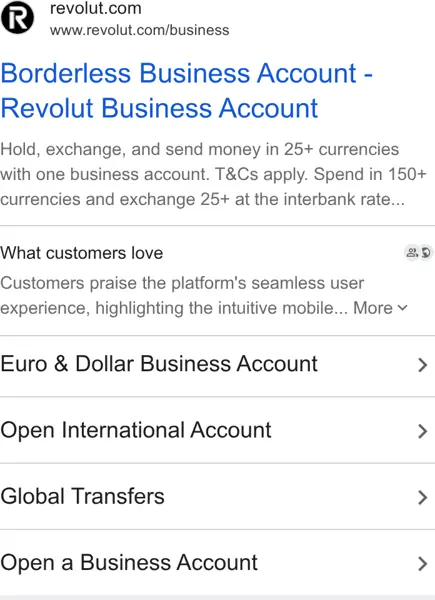 R
revolut.com
www.revolut.com/business
Borderless Business Account -
Revolut Business Account
Hold, exchange, and send money in 25+ currencies
with one business account. T&Cs apply. Spend in 150+
currencies and exchange 25+ at the interbank rate...
What customers love
Customers praise the platform's seamless user
experience, highlighting the intuitive mobile... More
Euro & Dollar Business Account
Open International Account
Global Transfers
Open a Business Account